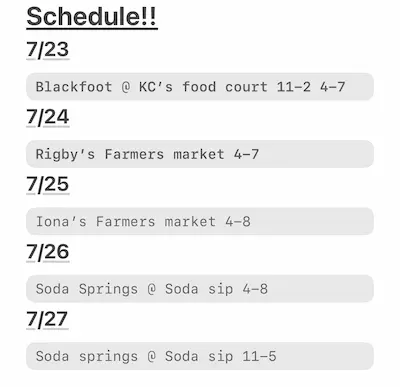 Schedule!!
7/23
Blackfoot @ KC’s food court 11–2 4–7
7/24
Rigby’s Farmers market 4–7
7/25
Iona’s Farmers market 4–8
7/26
Soda Springs @ Soda sip 4–8
7/27
Soda springs @ Soda sip 11–5